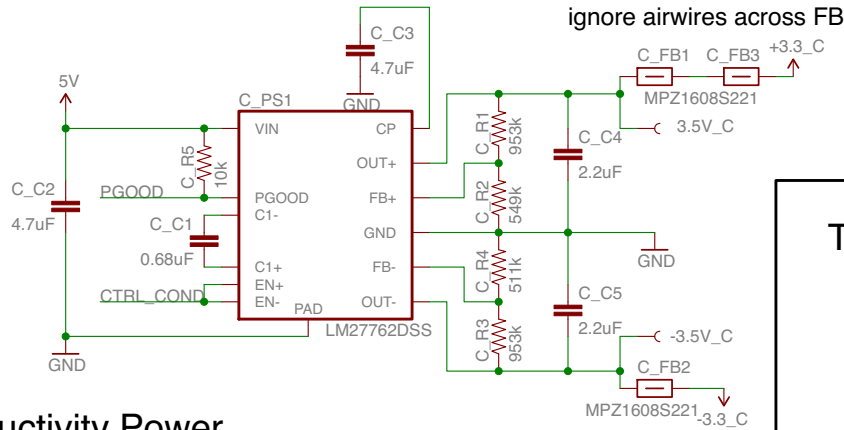 ignore airwires across FB
C_C3
4.7uF
GND
C_FB1
C_FB3
+3.3_C
MPZ1608S221
3.5V_C
5V
C_PS1
VIN
CP
OUT+
PGOOD
FB+
C1-
GND
C1+
FB-
EN+
EN-
OUT-
PAD
LM27762DSS
C_R5
10k
PGOOD
C_C2
4.7uF
C_C1
0.68uF
CTRL_COND
GND
C_R1
953k
C_R2
549k
C_R4
511k
C_R3
953k
C_C4
2.2uF
GND
C_C5
2.2uF
-3.5V_C
C_FB2
MPZ1608S221
-3.3_C
T
uctivity Power